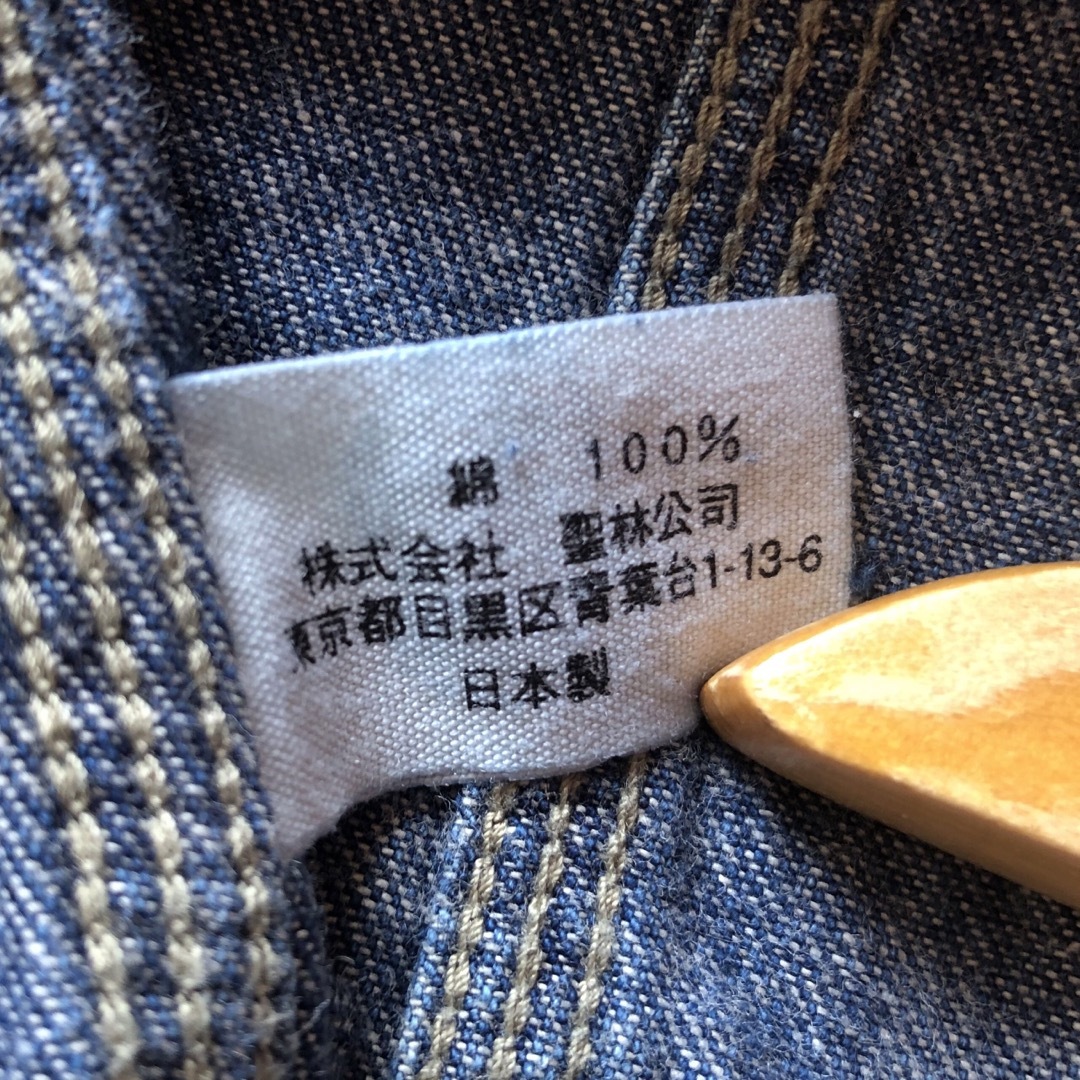 綿 100%
株式会社 聖林公司
東京都目黒区青葉台1-13-6
日本製